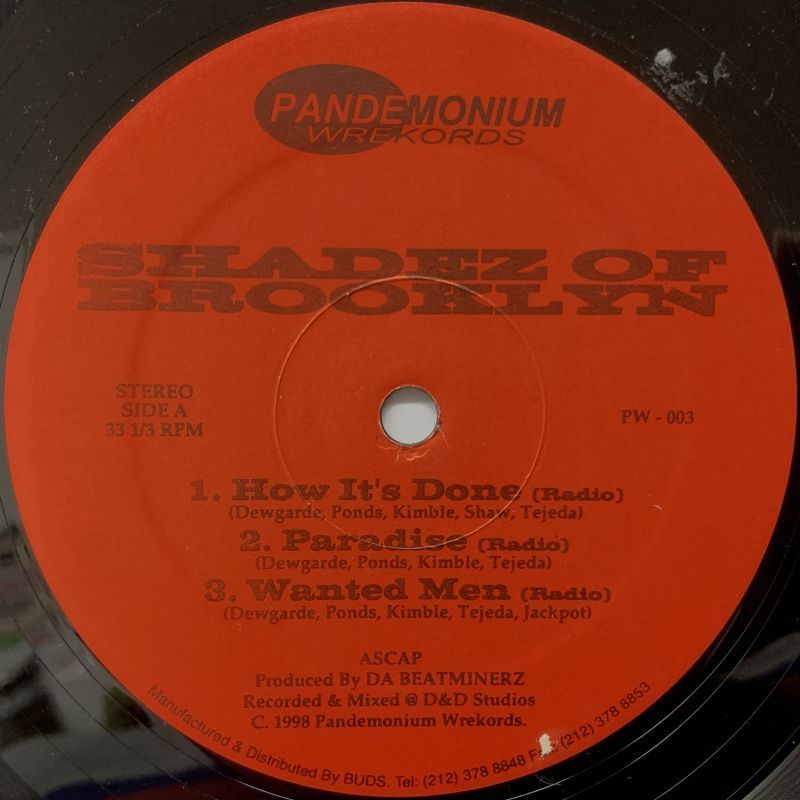 PANDEMONIUM
WREKORDS
SHADEZ OF
BROOKLYN
STEREO
SIDE A
33 1/3 RPM
PW - 003
1. How It's Done (Radio)
(Dewgarde, Ponds, Kimble, Shaw, Tejeda)
2. Paradise (Radio)
(Dewgarde, Ponds, Kimble, Tejeda)
3. Wanted Men (Radio)
(Dewgarde, Ponds, Kimble, Tejeda, Jackpot)
ASCAP
Produced By DA BEATMINERZ
Recorded & Mixed @ D&D Studios
C. 1998 Pandemonium Wrekords.
Manufactured & Distributed By BUDS. Tel: (212) 378 8848 (212) 378 8853